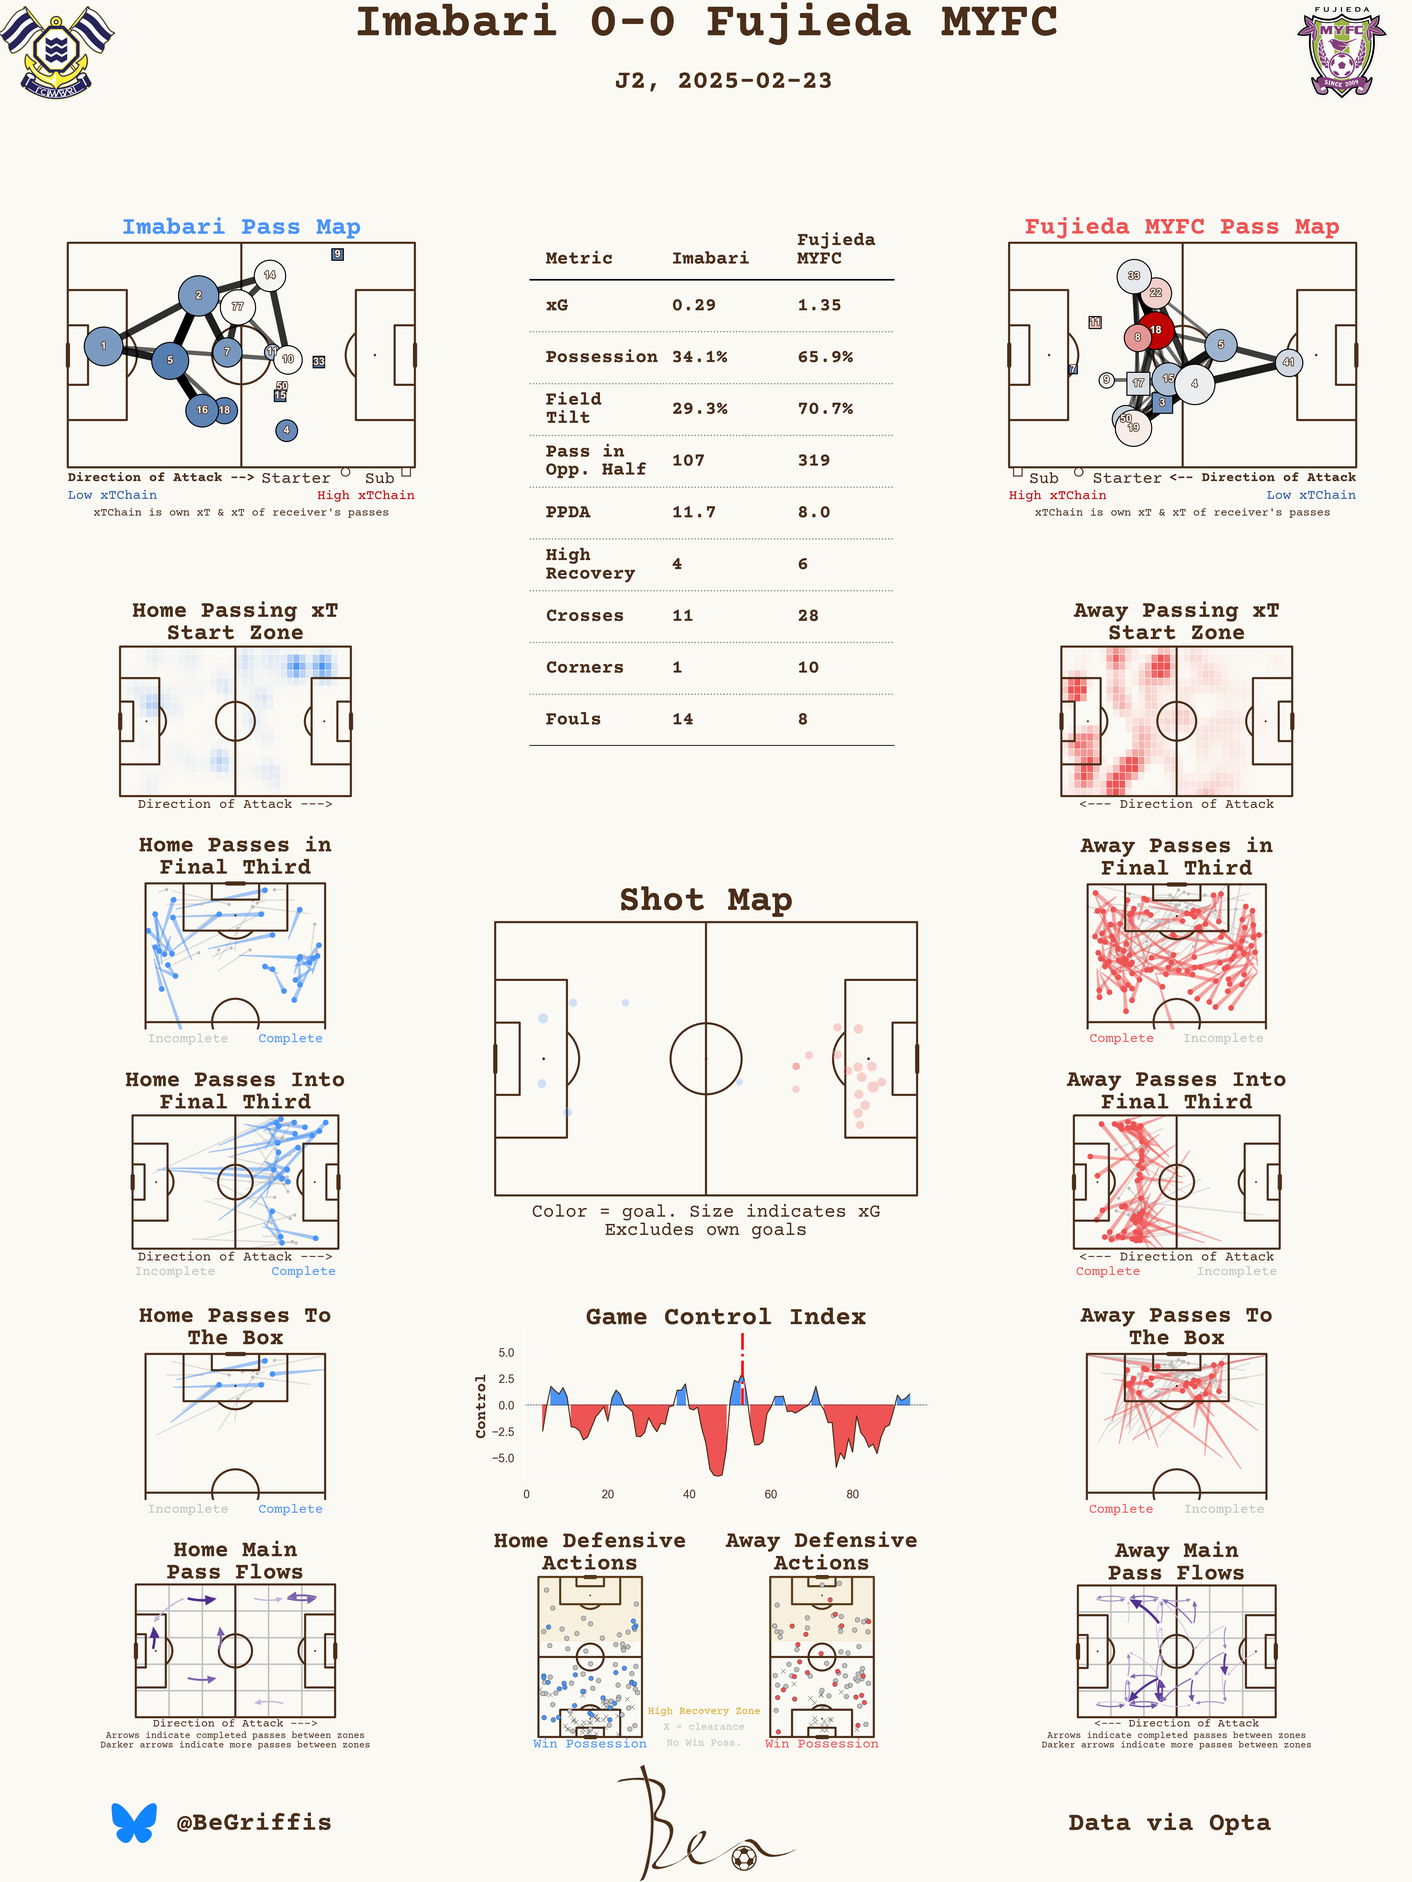 Imabari 0-0 Fujieda MYFC
J2, 2025-02-23
FC IMABARI
FUJIEDA
MYFC
SINCE 2009
Imabari Pass Map
9
14
2
77
1
5
7
11
10
33
50
15
16
18
4
Direction of Attack --> Starter Sub
Low xTChain High xTChain
xTChain is own xT & xT of receiver's passes
Metric Imabari Fujieda MYFC
xG 0.29 1.35
Possession 34.1% 65.9%
Field Tilt 29.3% 70.7%
Pass in Opp. Half 107 319
PPDA 11.7 8.0
High Recovery 4 6
Crosses 11 28
Corners 1 10
Fouls 14 8
Fujieda MYFC Pass Map
33
22
11
18
8
5
41
7
9
17
15
4
3
50
19
Sub Starter <-- Direction of Attack
High xTChain Low xTChain
xTChain is own xT & xT of receiver's passes
Home Passing xT
Start Zone
Direction of Attack --->
Away Passing xT
Start Zone
<--- Direction of Attack
Home Passes in
Final Third
Incomplete Complete
Away Passes in
Final Third
Complete Incomplete
Shot Map
Color = goal. Size indicates xG
Excludes own goals
Home Passes Into
Final Third
Direction of Attack --->
Incomplete Complete
Away Passes Into
Final Third
<--- Direction of Attack
Complete Incomplete
Home Passes To
The Box
Incomplete Complete
Game Control Index
Control
5.0
2.5
0.0
−2.5
−5.0
0 20 40 60 80
Away Passes To
The Box
Complete Incomplete
Home Main
Pass Flows
Direction of Attack --->
Arrows indicate completed passes between zones
Darker arrows indicate more passes between zones
Home Defensive
Actions
Win Possession
Away Defensive
Actions
Win Possession
High Recovery Zone
X = clearance
No Win Poss.
Away Main
Pass Flows
<--- Direction of Attack
Arrows indicate completed passes between zones
Darker arrows indicate more passes between zones
@BeGriffis
Ben
Data via Opta